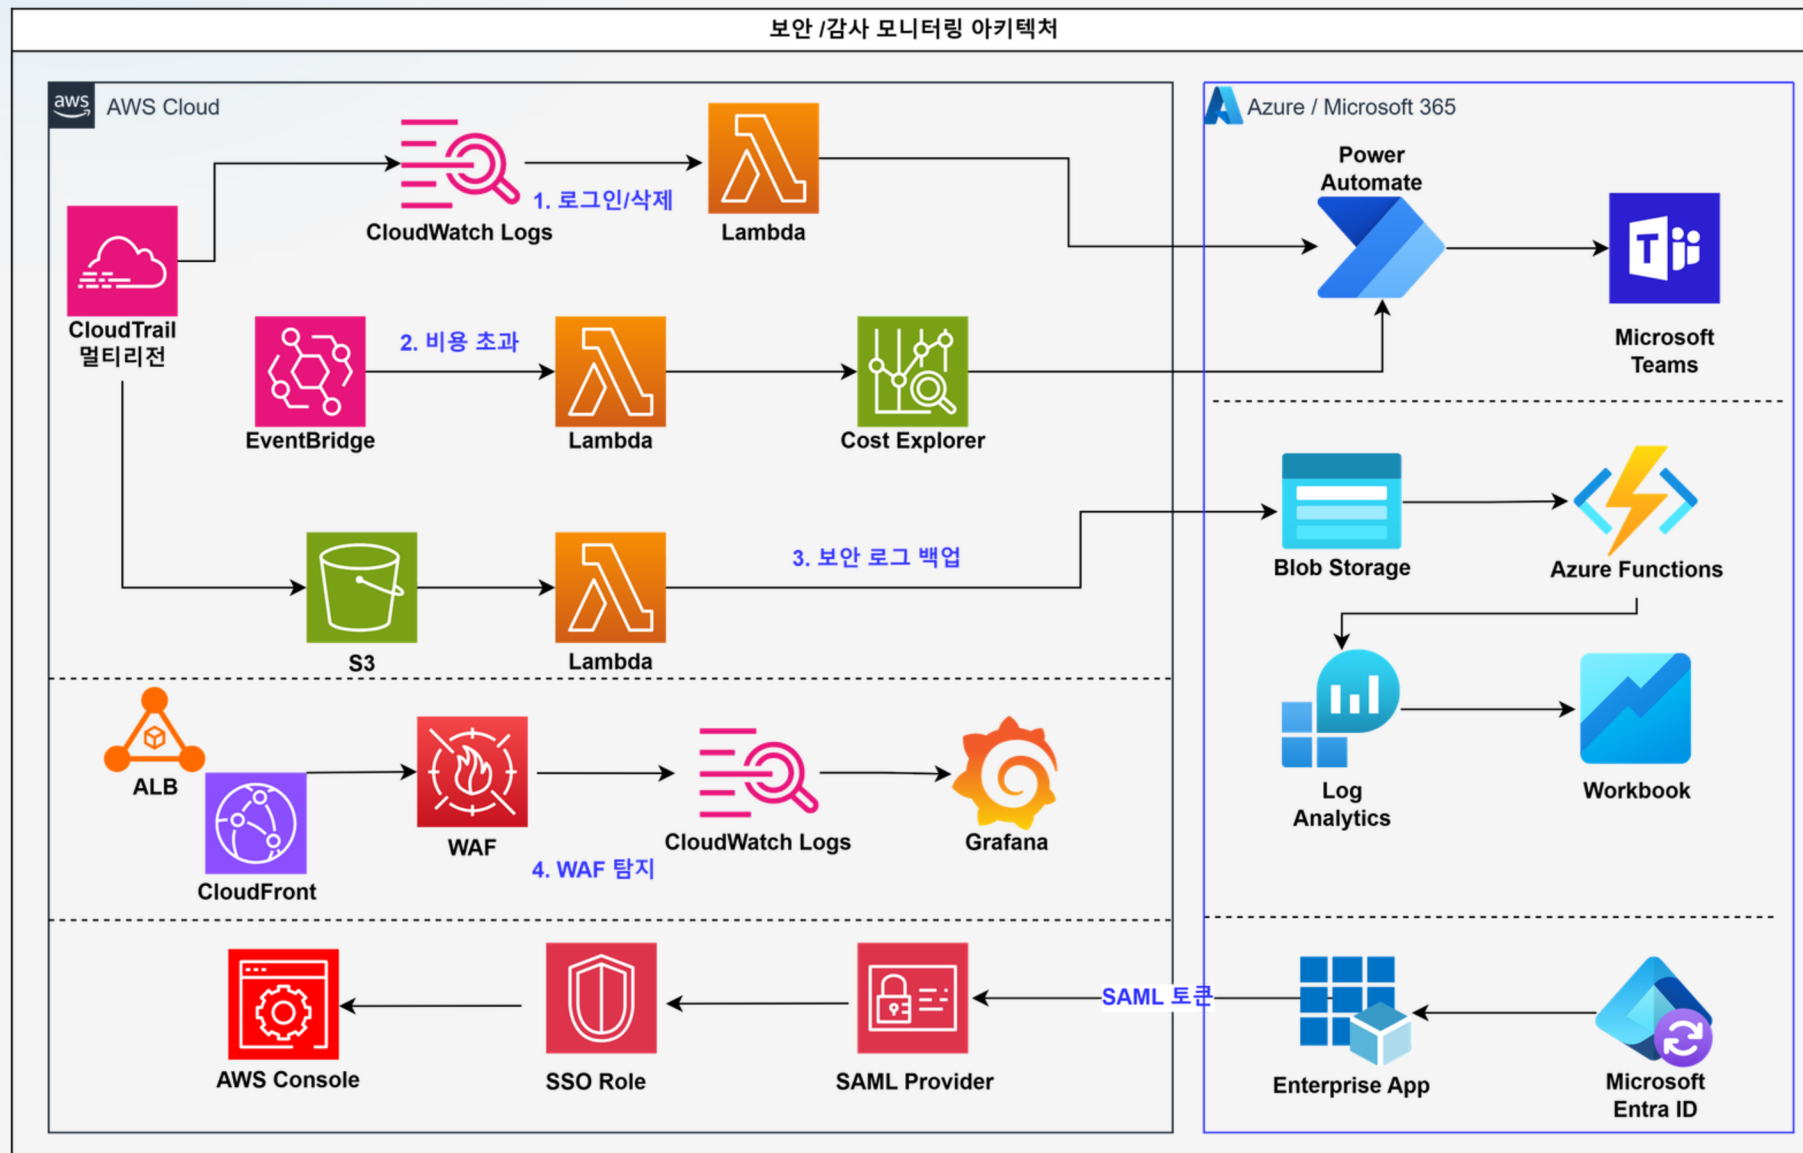 보안 /감사 모니터링 아키텍처
aws
AWS Cloud
Azure / Microsoft 365
Power
Automate
1. 로그인/삭제
CloudWatch Logs
Lambda
T
CloudTrail
멀티리전
2. 비용 초과
Microsoft
Teams
EventBridge
Lambda
Cost Explorer
3. 보안 로그 백업
Blob Storage
Azure Functions
S3
Lambda
ALB
WAF
CloudWatch Logs
Grafana
Log
Analytics
Workbook
4. WAF 탐지
CloudFront
SAML 토큰
AWS Console
SSO Role
SAML Provider
Enterprise App
Microsoft
Entra ID